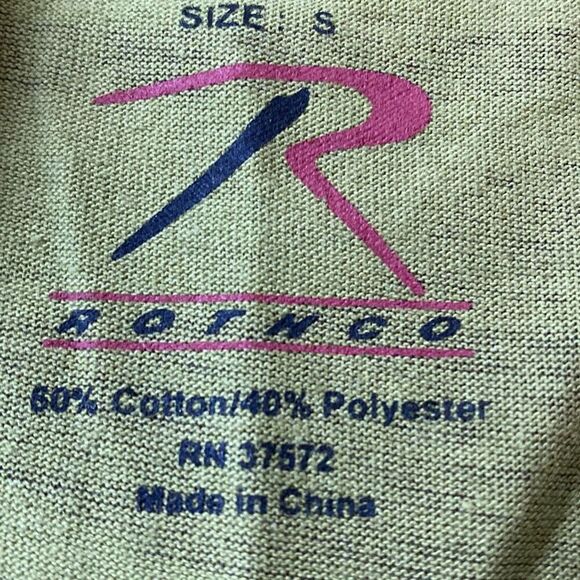 SIZE: S
R
ROTHCO
60% Cotton/40% Polyester
RN 37572
Made in China